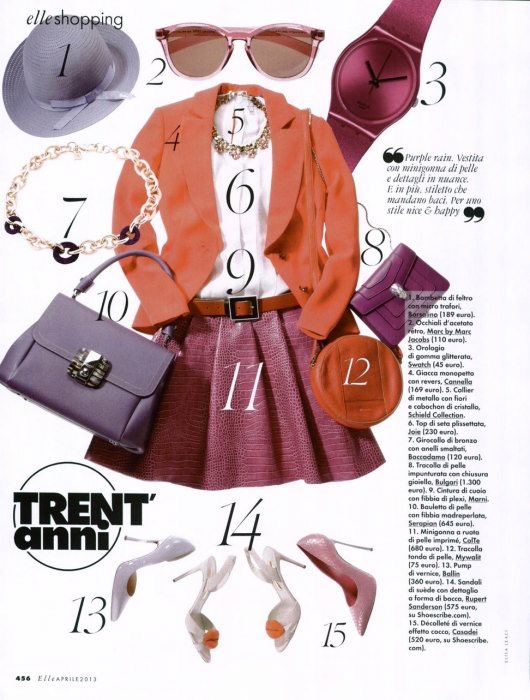 elleshopping
1
2
3
4
5
6
7
8
9
10
11
12
13
14
15
Purple rain. Vestita
con minigonna di pelle
e dettagli in nuance.
E in più, stiletto che
mandano baci. Per uno
stile nice & happy
1. Bombetta di feltro
con micro trafori,
Borsalino (189 euro).
2. Occhiali d'acetato
retro, Marc by Marc
Jacobs (110 euro).
3. Orologio
di gomma glitterata,
Swatch (45 euro).
4. Giacca monopetto
con revers, Cannella
(169 euro). 5. Collier
di metallo con fiori
e cabochon di cristallo,
Schield Collection.
6. Top di seta plissettata,
Joie (230 euro).
7. Girocollo di bronzo
con anelli smaltati,
Boccadamo (120 euro).
8. Tracolla di pelle
impunturata con chiusura
gioiello, Bulgari (1.300
euro). 9. Cintura di cuoio
con fibbia di plexi, Marni.
10. Bauletto di pelle
con fibbia madreperlata,
Serapian (645 euro).
11. Minigonna a ruota
di pelle imprimé, CoTe
(680 euro). 12. Tracolla
tonda di pelle, Mywalit
(75 euro). 13. Pump
di vernice, Ballin
(360 euro). 14. Sandali
di suède con dettaglio
a forma di bocca, Rupert
Sanderson (575 euro,
su Shoescribe.com).
15. Décolleté di vernice
effetto cocco, Casadei
(520 euro, su Shoescribe.
com).
TRENT'
anni
456 Elle APRILE 2013